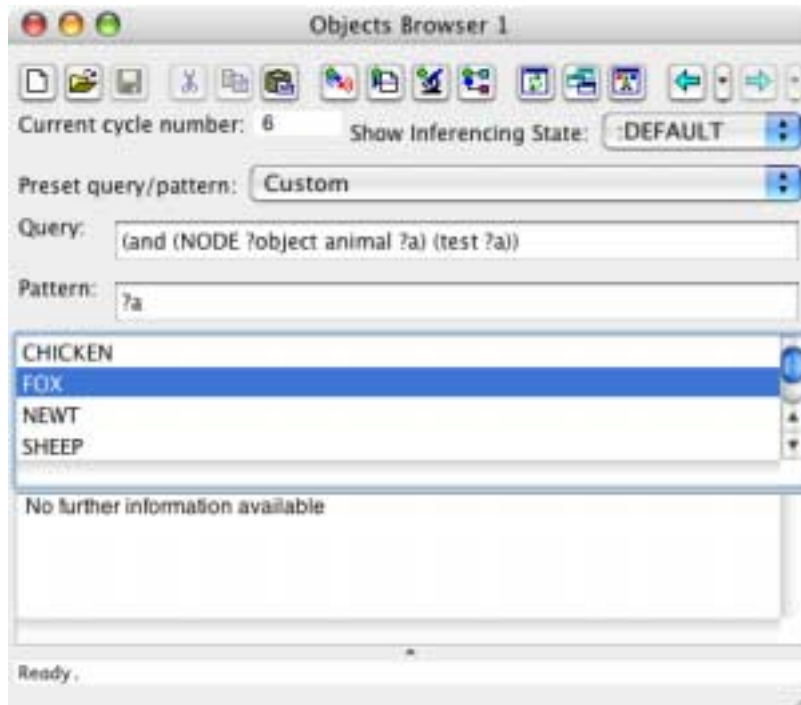 Objects Browser 1
Current cycle number: 6 Show Inferencing State: :DEFAULT
Preset query/pattern: Custom
Query: (and (NODE ?object animal ?a) (test ?a))
Pattern: ?a
CHICKEN
FOX
NEWT
SHEEP
No further information available
Ready.